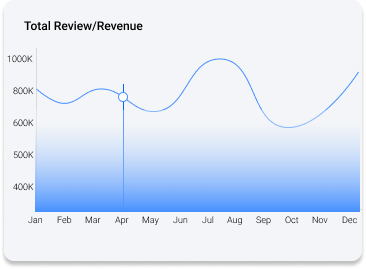 Total Review/Revenue
1000K
800K
600K
500K
400K
Jan Feb Mar Apr May Jun Jul Aug Sep Oct Nov Dec